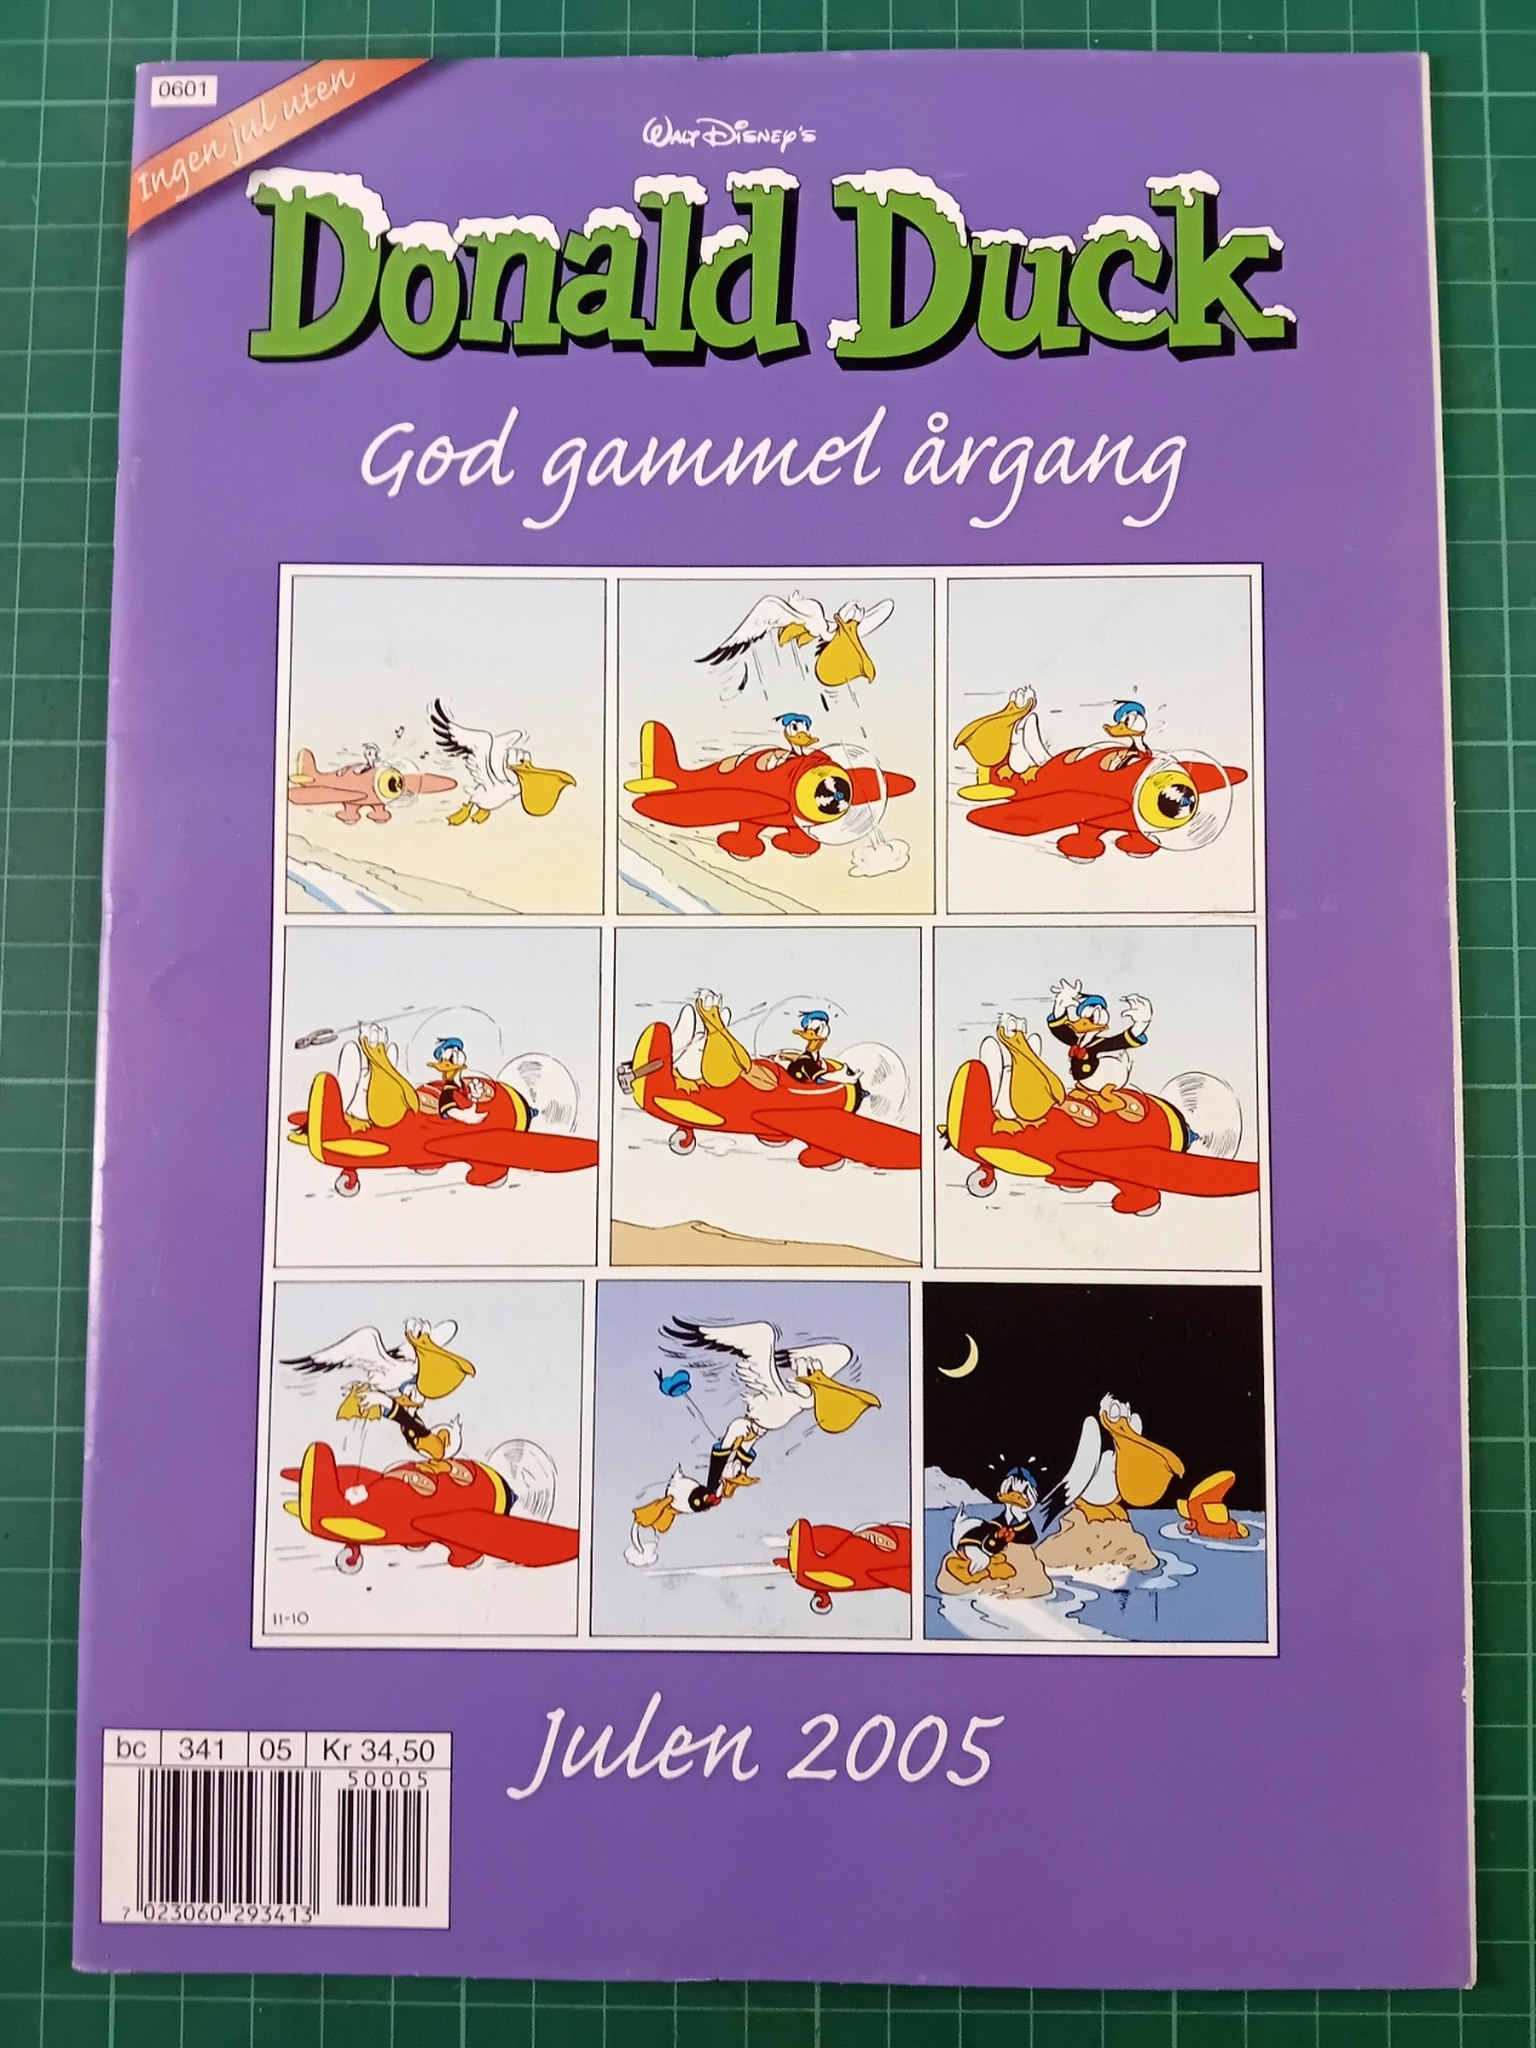 0601
Ingen jul uten
WALT DISNEY'S
Donald Duck
God gammel årgang
11-10
Julen 2005
bc 341 05 Kr 34,50
50005
7 023060 293413